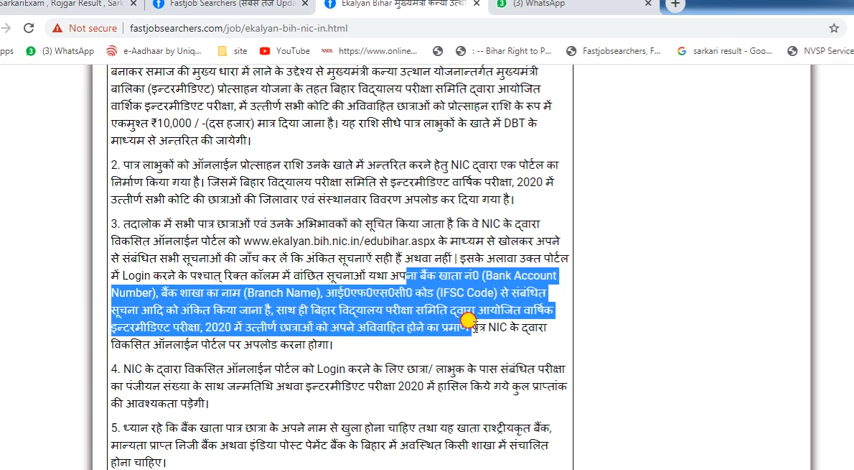 SarkariExam , Rojgar Result , Sark
Fastjob Searchers (सबसे तेज Upda
Ekalyan Bihar मुख्यमंत्री कन्या उत्थ
(3) WhatsApp
Not secure | fastjobsearchers.com/job/ekalyan-bih-nic-in.html
ps (3) WhatsApp e-Aadhaar by Uniq... site YouTube https://www.online... : -- Bihar Right to P... Fastjobsearchers, F... sarkari result - Goo... NVSP Service
बनाकर समाज की मुख्य धारा में लाने के उद्देश्य से मुख्यमंत्री कन्या उत्थान योजनान्तर्गत मुख्यमंत्री
बालिका (इन्टरमीडिएट) प्रोत्साहन योजना के तहत बिहार विद्यालय परीक्षा समिति द्वारा आयोजित
वार्शिक इन्टरमीडिएट परीक्षा, में उत्तीर्ण सभी कोटि की अविवाहित छात्राओं को प्रोत्साहन राशि के रूप में
एकमुश्त ₹10,000 / -(दस हजार) मात्र दिया जाना है। यह राशि सीधे पात्र लाभुकों के खाते में DBT के
माध्यम से अन्तरित की जायेगी।
2. पात्र लाभुकों को ऑनलाईन प्रोत्साहन राशि उनके खाते में अन्तरित करने हेतु NIC द्वारा एक पोर्टल का
निर्माण किया गया है। जिसमें बिहार विद्यालय परीक्षा समिति से इन्टरमीडिएट वार्षिक परीक्षा, 2020 में
उत्तीर्ण सभी कोटि की छात्राओं की जिलावार एवं संस्थानवार विवरण अपलोड कर दिया गया है।
3. तदालोक में सभी पात्र छात्राओं एवं उनके अभिभावकों को सूचित किया जाता है कि वे NIC के द्वारा
विकसित ऑनलाईन पोर्टल को www.ekalyan.bih.nic.in/edubihar.aspx के माध्यम से खोलकर अपने
से संबंधित सभी सूचनाओं की जाँच कर लें कि अंकित सूचनाऐं सही हैं अथवा नहीं | इसके अलावा उक्त पोर्टल
में Login करने के पश्चात् रिक्त कॉलम में वांछित सूचनाओं यथा अपना बैंक खाता नं0 (Bank Account
Number), बैंक शाखा का नाम (Branch Name), आई0एफ0एस0सी0 कोड (IFSC Code) से संबंधित
सूचना आदि को अंकित किया जाना है, साथ ही बिहार विद्यालय परीक्षा समिति द्वारा आयोजित वार्षिक
इन्टरमीडिएट परीक्षा, 2020 में उत्तीर्ण छात्राओं को अपने अविवाहित होने का प्रमाण पत्र NIC के द्वारा
विकसित ऑनलाईन पोर्टल पर अपलोड करना होगा।
4. NIC के द्वारा विकसित ऑनलाईन पोर्टल को Login करने के लिए छात्रा/ लाभुक के पास संबंधित परीक्षा
का पंजीयन संख्या के साथ जन्मतिथि अथवा इन्टरमीडिएट परीक्षा 2020 में हासिल किये गये कुल प्राप्तांक
की आवश्यकता पड़ेगी।
5. ध्यान रहे कि बैंक खाता पात्र छात्रा के अपने नाम से खुला होना चाहिए तथा यह खाता राश्ट्रीयकृत बैंक,
मान्यता प्राप्त निजी बैंक अथवा इंडिया पोस्ट पेमेंट बैंक के बिहार में अवस्थित किसी शाखा में संचालित
होना चाहिए।